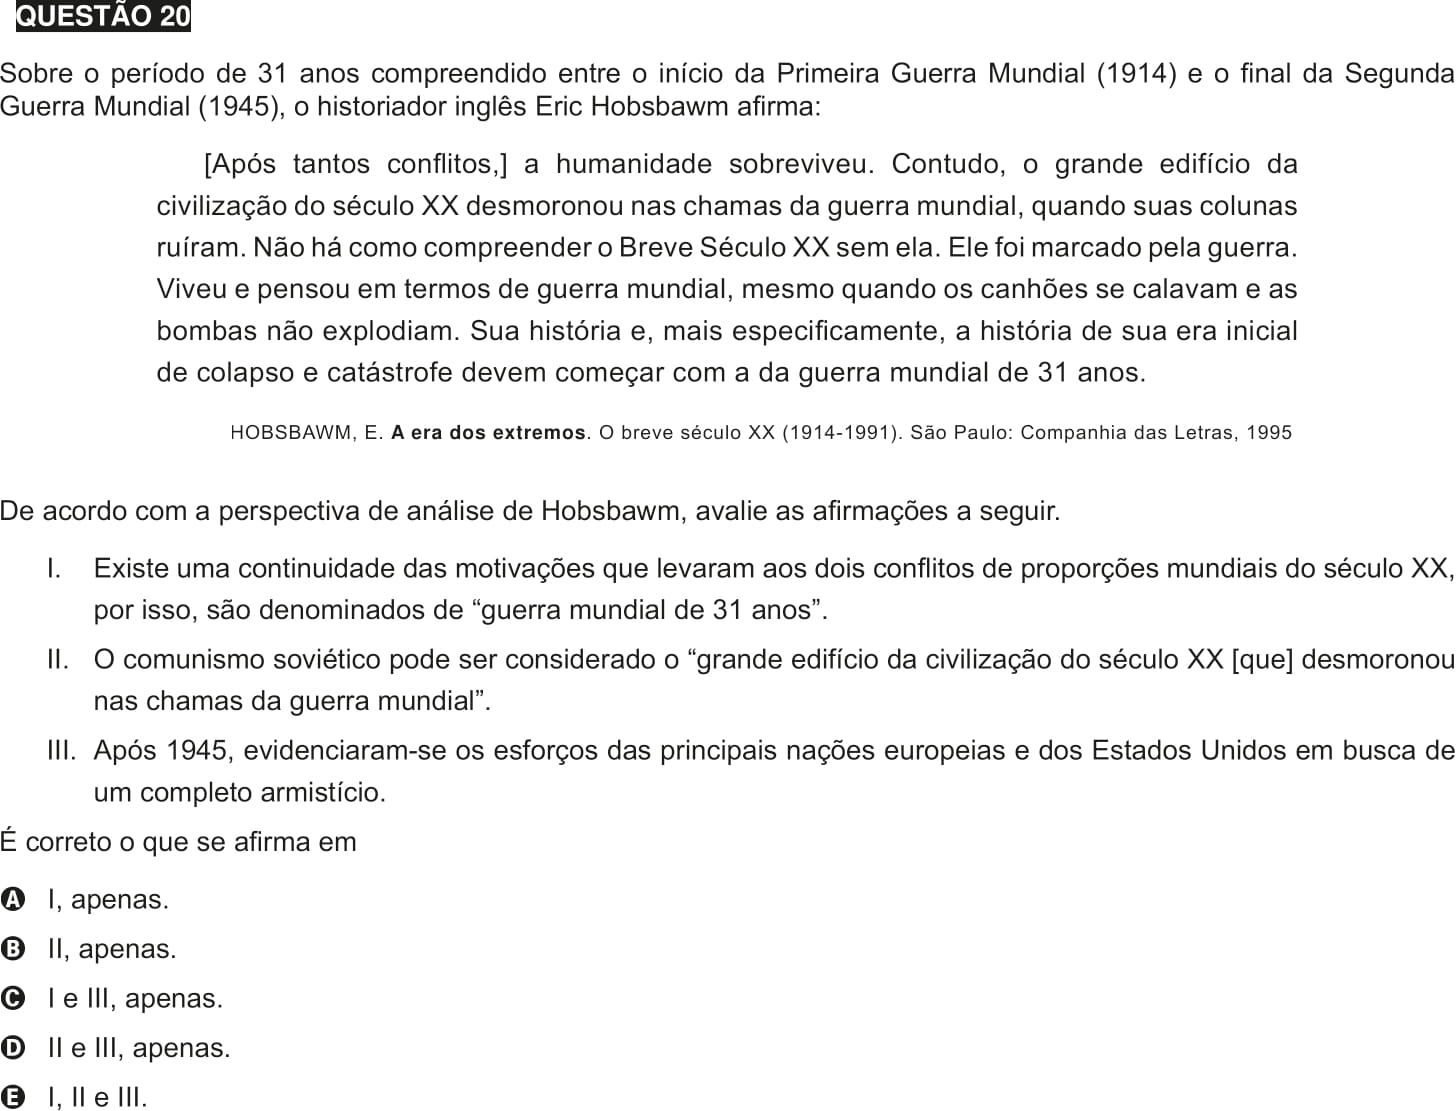 QUESTÃO 20
Sobre o período de 31 anos compreendido entre o início da Primeira Guerra Mundial (1914) e o final da Segunda
Guerra Mundial (1945), o historiador inglês Eric Hobsbawm afirma:
[Após tantos conflitos,] a humanidade sobreviveu. Contudo, o grande edifício da
civilização do século XX desmoronou nas chamas da guerra mundial, quando suas colunas
ruíram. Não há como compreender o Breve Século XX sem ela. Ele foi marcado pela guerra.
Viveu e pensou em termos de guerra mundial, mesmo quando os canhões se calavam e as
bombas não explodiam. Sua história e, mais especificamente, a história de sua era inicial
de colapso e catástrofe devem começar com a da guerra mundial de 31 anos.
HOBSBAWM, E. A era dos extremos. O breve século XX (1914-1991). São Paulo: Companhia das Letras, 1995
De acordo com a perspectiva de análise de Hobsbawm, avalie as afirmações a seguir.
I. Existe uma continuidade das motivações que levaram aos dois conflitos de proporções mundiais do século XX,
por isso, são denominados de “guerra mundial de 31 anos”.
II. O comunismo soviético pode ser considerado o “grande edifício da civilização do século XX [que] desmoronou
nas chamas da guerra mundial”.
III. Após 1945, evidenciaram-se os esforços das principais nações europeias e dos Estados Unidos em busca de
um completo armistício.
É correto o que se afirma em
A I, apenas.
B II, apenas.
C I e III, apenas.
D II e III, apenas.
E I, II e III.